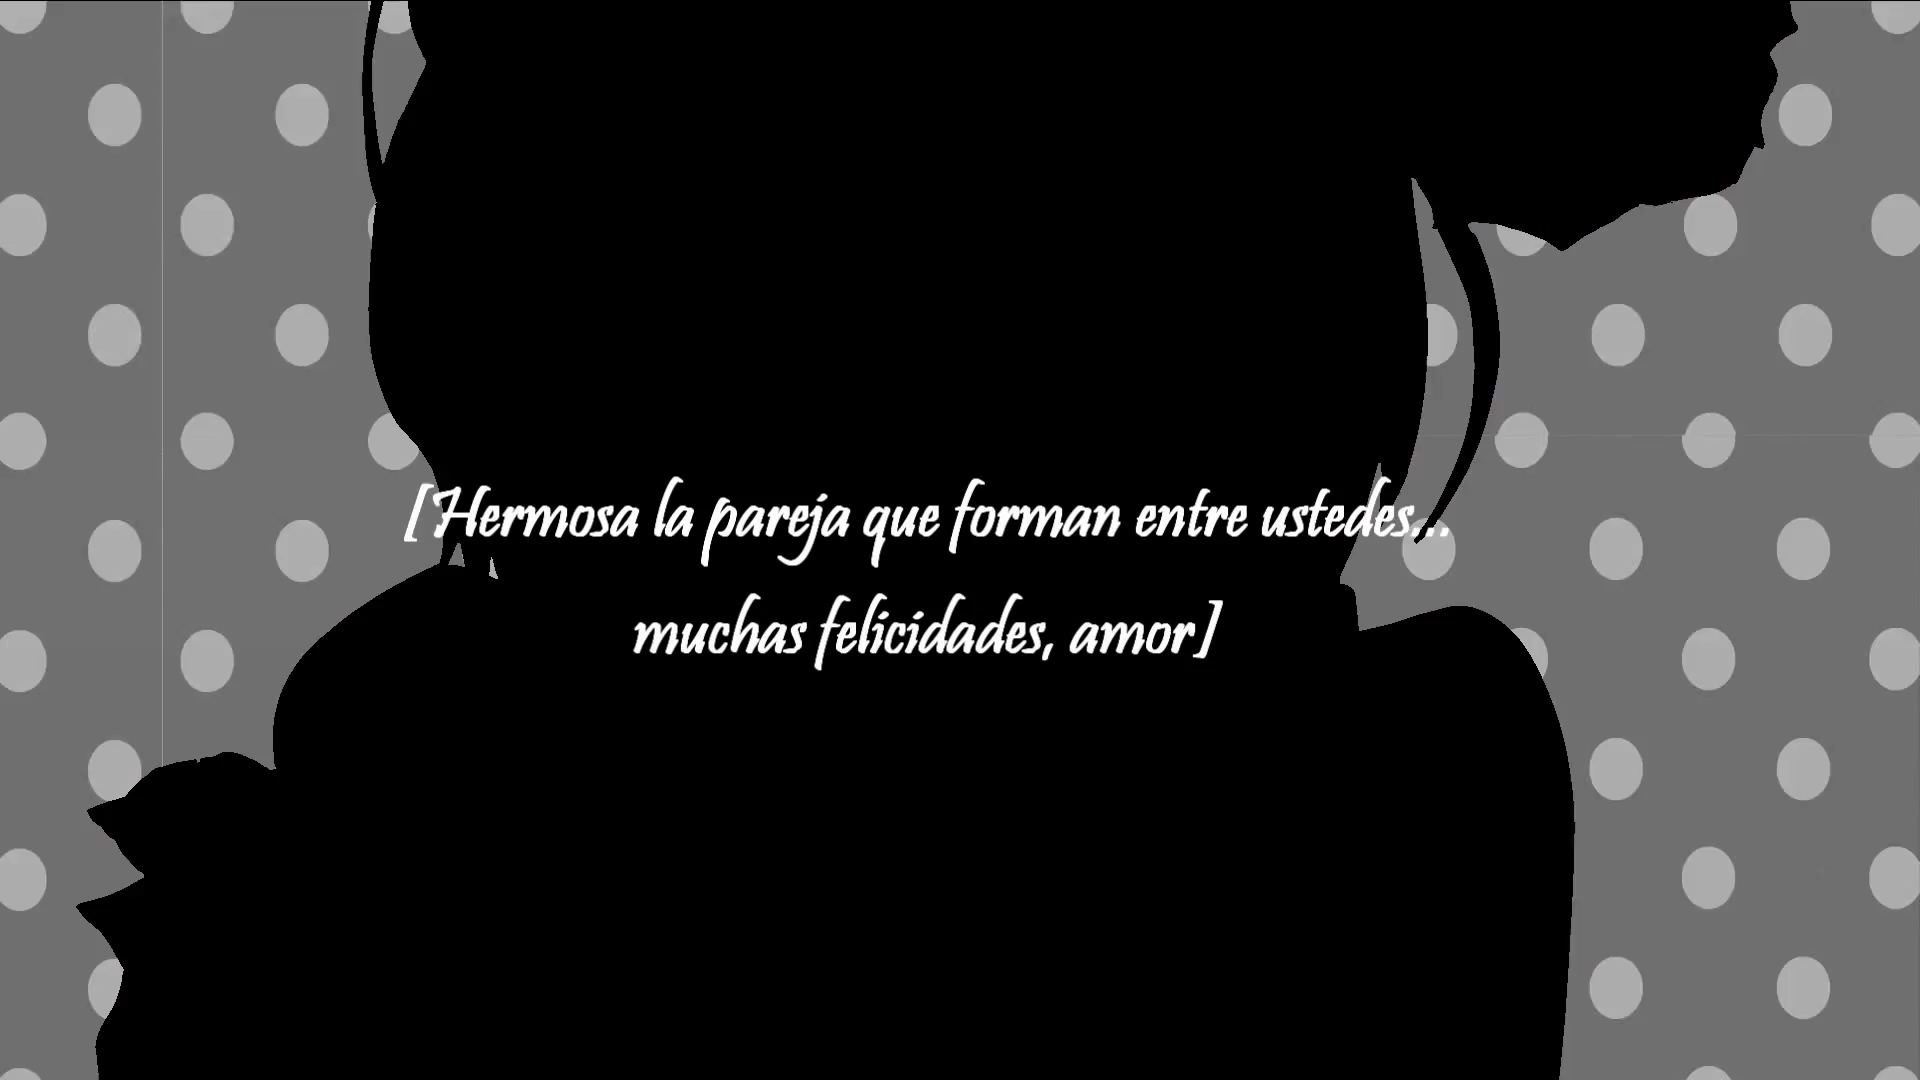 [Hermosa la pareja que forman entre ustedes...
muchas felicidades, amor]